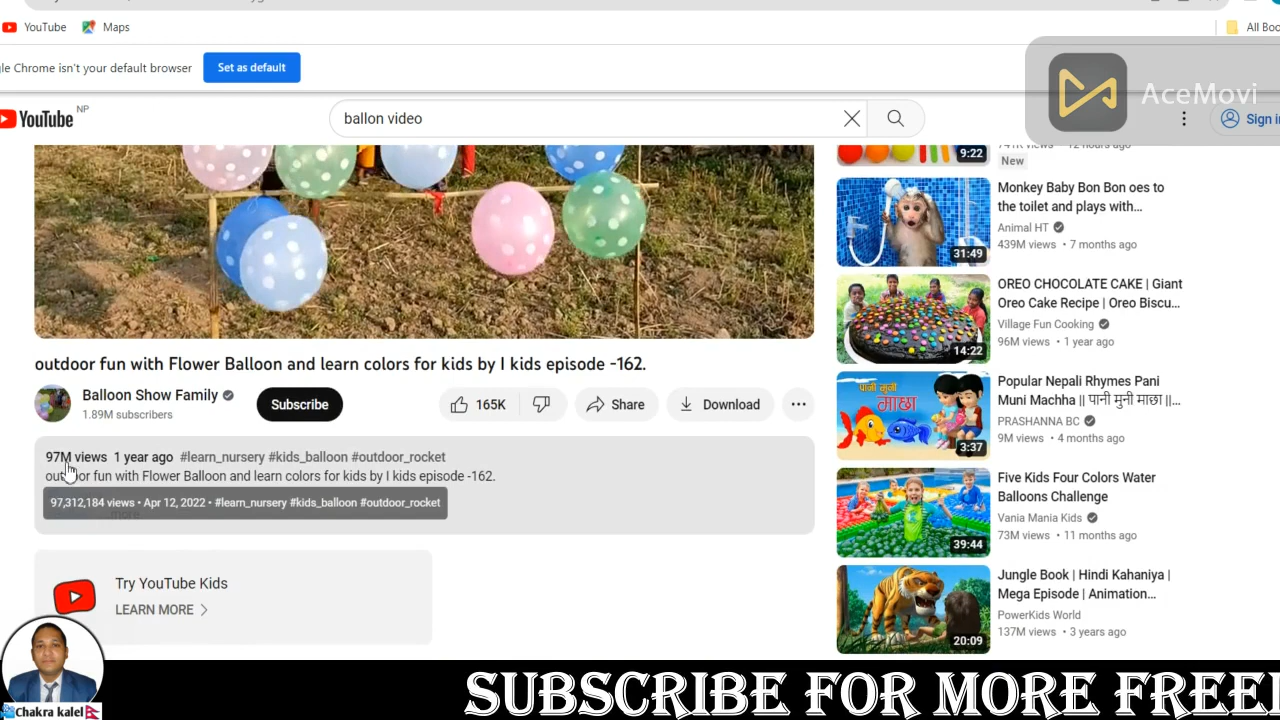 YouTube
Maps
All Boo
le Chrome isn't your default browser
Set as default
AceMovi
YouTube NP
ballon video
Sign in
9:22
741K views • 12 hours ago
New
Monkey Baby Bon Bon oes to
the toilet and plays with...
Animal HT
439M views • 7 months ago
31:49
OREO CHOCOLATE CAKE | Giant
Oreo Cake Recipe | Oreo Biscu...
Village Fun Cooking
96M views • 1 year ago
14:22
outdoor fun with Flower Balloon and learn colors for kids by I kids episode -162.
Balloon Show Family
1.89M subscribers
Subscribe
165K
Share
Download
97M views 1 year ago #learn_nursery #kids_balloon #outdoor_rocket
outdoor fun with Flower Balloon and learn colors for kids by I kids episode -162.
97,312,184 views • Apr 12, 2022 • #learn_nursery #kids_balloon #outdoor_rocket
more
Popular Nepali Rhymes Pani
Muni Machha || पानी मुनी माछा ||...
PRASHANNA BC
9M views • 4 months ago
पानी मुनी
माछा
3:37
Five Kids Four Colors Water
Balloons Challenge
Vania Mania Kids
73M views • 11 months ago
39:44
Jungle Book | Hindi Kahaniya |
Mega Episode | Animation...
PowerKids World
137M views • 3 years ago
20:09
Try YouTube Kids
LEARN MORE
Chakra kalel
SUBSCRIBE FOR MORE FREE